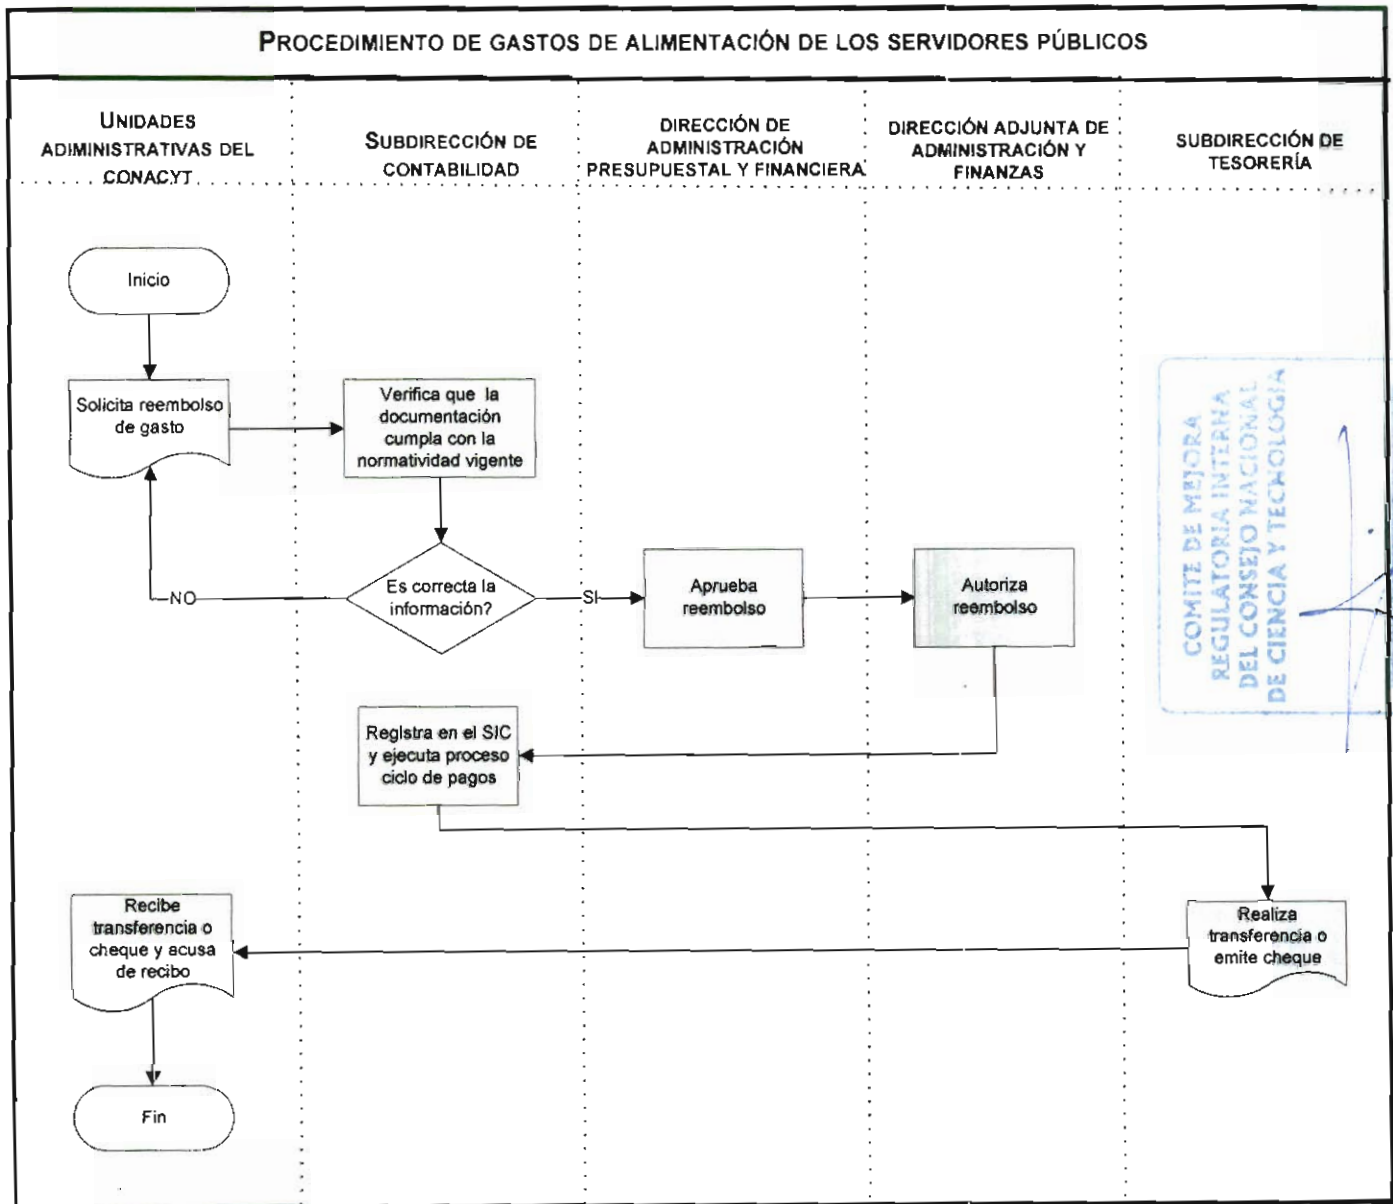 PROCEDIMIENTO DE GASTOS DE ALIMENTACIÓN DE LOS SERVIDORES PÚBLICOS
UNIDADES
ADIMINISTRATIVAS DEL
CONACYT
SUBDIRECCIÓN DE
CONTABILIDAD
DIRECCIÓN DE
ADMINISTRACIÓN
PRESUPUESTAL Y FINANCIERA
DIRECCIÓN ADJUNTA DE
ADMINISTRACIÓN Y
FINANZAS
SUBDIRECCIÓN DE
TESORERÍA
Inicio
Solicita reembolso
de gasto
Verifica que la
documentación
cumpla con la
normatividad vigente
Es correcta la
información?
NO
SI
Aprueba
reembolso
Autoriza
reembolso
COMITE DE MEJORA
REGULATORIA INTERNA
DEL CONSEJO NACIONAL
DE CIENCIA Y TECNOLOGIA
Registra en el SIC
y ejecuta proceso
ciclo de pagos
Realiza
transferencia o
emite cheque
Recibe
transferencia o
cheque y acusa
de recibo
Fin